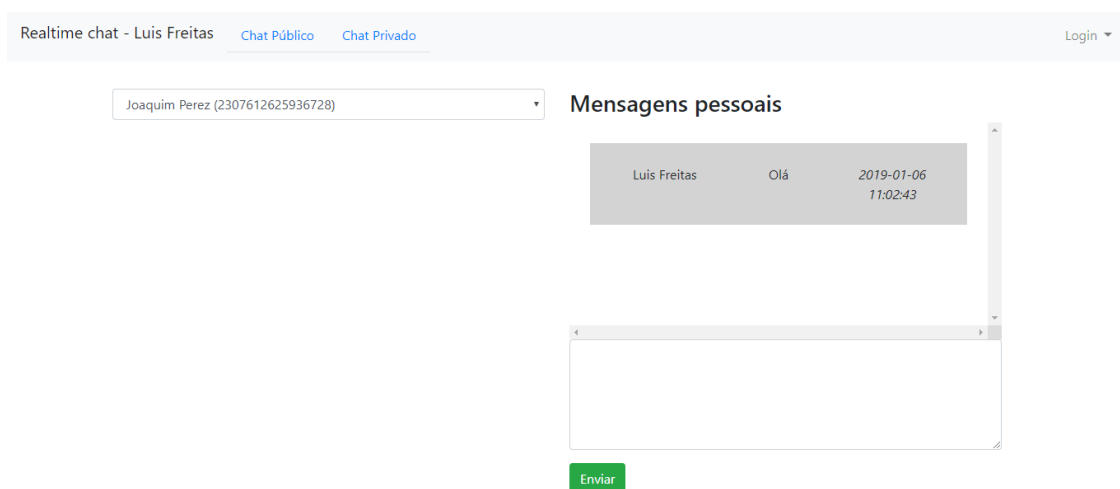 Realtime chat - Luis Freitas Chat Público Chat Privado Login
Joaquim Perez (2307612625936728)
Mensagens pessoais
Luis Freitas Olá 2019-01-06
11:02:43
Enviar